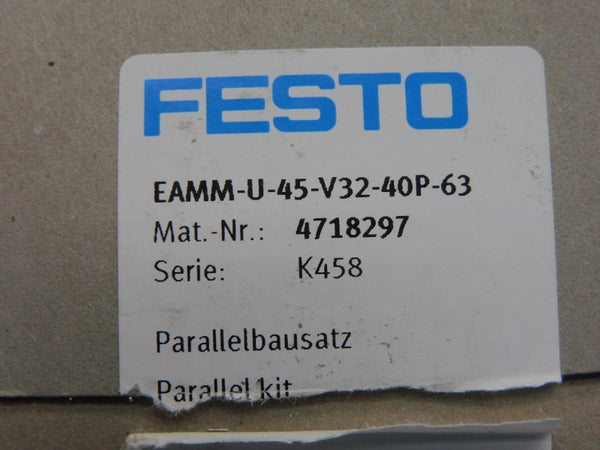 FESTO
EAMM-U-45-V32-40P-63
Mat.-Nr.: 4718297
Serie: K458
Parallelbausatz
Parallel kit